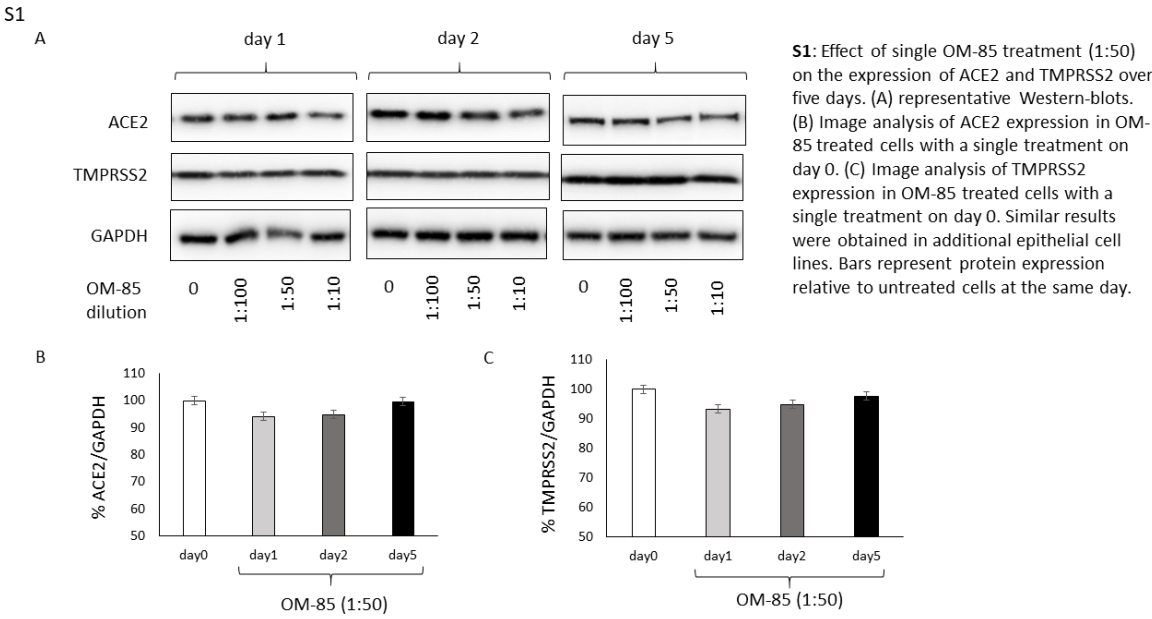 S1
A
day 1
day 2
day 5
ACE2
TMPRSS2
GAPDH
OM-85
dilution
0
1:100
1:50
1:10
0
1:100
1:50
1:10
0
1:100
1:50
1:10
S1: Effect of single OM-85 treatment (1:50)
on the expression of ACE2 and TMPRSS2 over
five days. (A) representative Western-blots.
(B) Image analysis of ACE2 expression in OM-
85 treated cells with a single treatment on
day 0. (C) Image analysis of TMPRSS2
expression in OM-85 treated cells with a
single treatment on day 0. Similar results
were obtained in additional epithelial cell
lines. Bars represent protein expression
relative to untreated cells at the same day.
B
% ACE2/GAPDH
110
100
90
80
70
60
50
day0
day1
day2
day5
OM-85 (1:50)
C
% TMPRSS2/GAPDH
110
100
90
80
70
60
50
day0
day1
day2
day5
OM-85 (1:50)